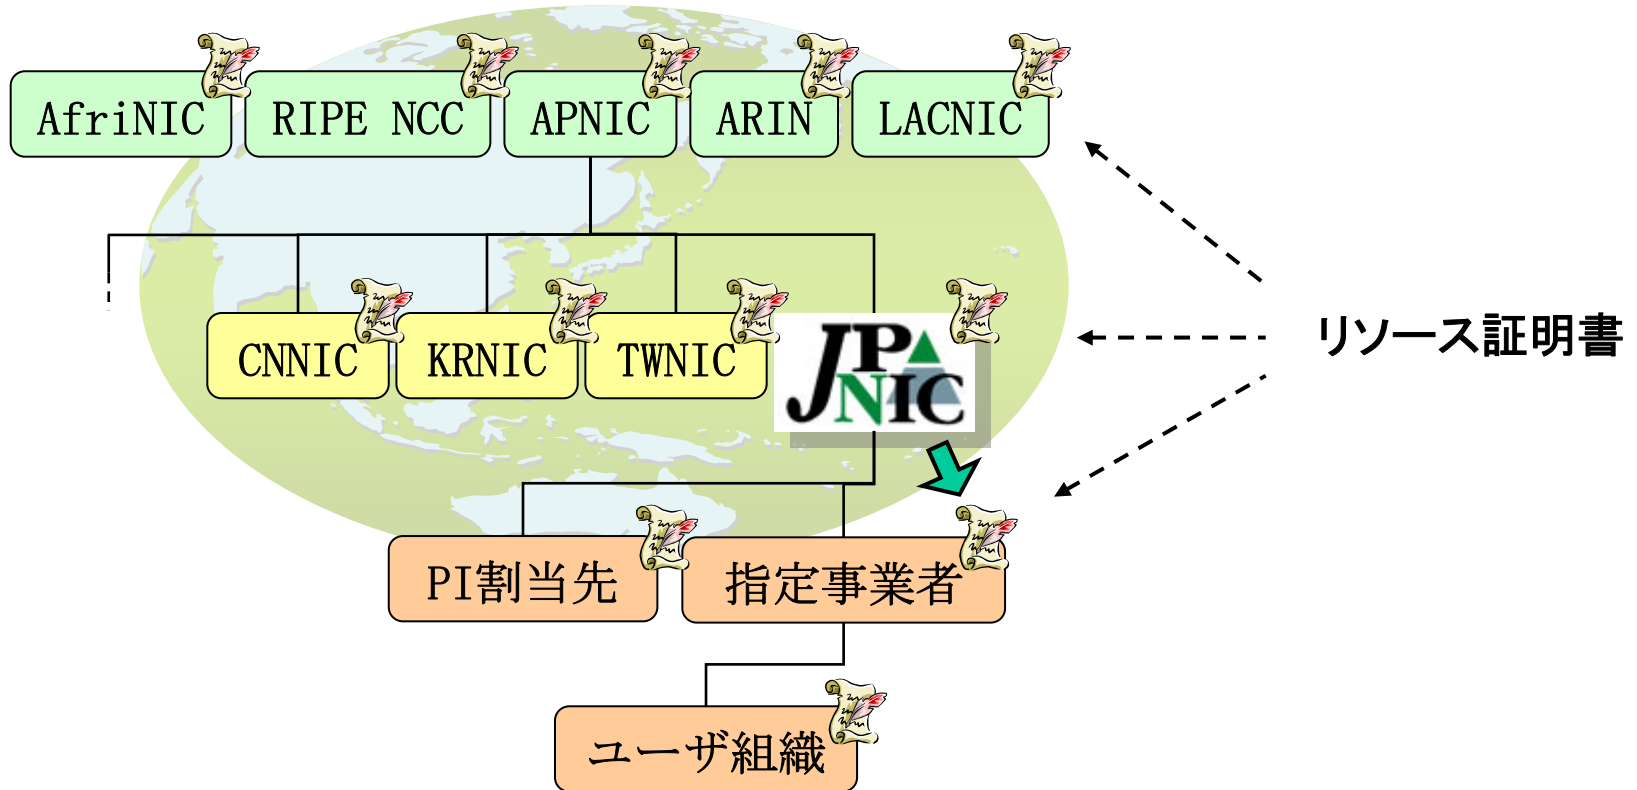 AfriNIC
RIPE NCC
APNIC
ARIN
LACNIC
リソース証明書
CNNIC
KRNIC
TWNIC
JPNIC
PI割当先
指定事業者
ユーザ組織